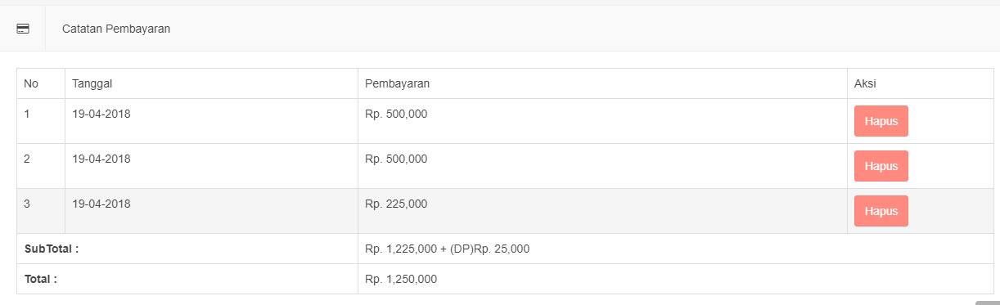 Catatan Pembayaran
No Tanggal Pembayaran Aksi
1 19-04-2018 Rp. 500,000 Hapus
2 19-04-2018 Rp. 500,000 Hapus
3 19-04-2018 Rp. 225,000 Hapus
SubTotal : Rp. 1,225,000 + (DP)Rp. 25,000
Total : Rp. 1,250,000